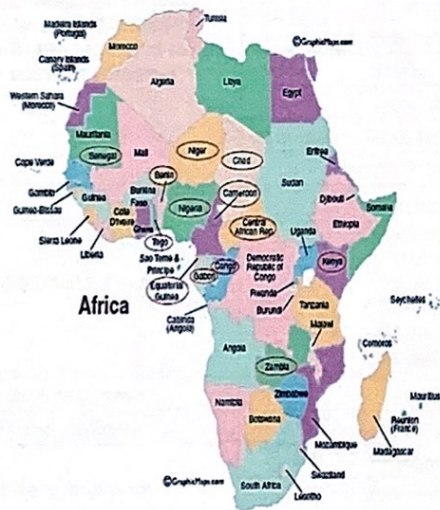 Madeira Islands
(Portugal)
Tunisia
©GraphicMaps.com
Morocco
Canary Islands
(Spain)
Algeria
Libya
Egypt
Western Sahara
(Morocco)
Mauritania
Mali
Niger
Chad
Eritrea
Senegal
Cape Verde
Sudan
Benin
Burkina
Faso
Cameroon
Djibouti
Somalia
Gambia
Guinea
Nigeria
Guinea-Bissau
Cote
D'Ivoire
Ghana
Ethiopia
Central
African Rep.
Uganda
Sierra Leone
Togo
Liberia
Sao Tome &
Principe
Congo
Gabon
Democratic
Republic of
Congo
Kenya
Equatorial
Guinea
Rwanda
Burundi
Africa
Cabinda
(Angola)
Tanzania
Seychelles
Malawi
Comoros
Angola
Zambia
Zimbabwe
Namibia
Botswana
Mauritius
Reunion
(France)
Mozambique
Madagascar
Swaziland
©GraphicMaps.com
South Africa
Lesotho